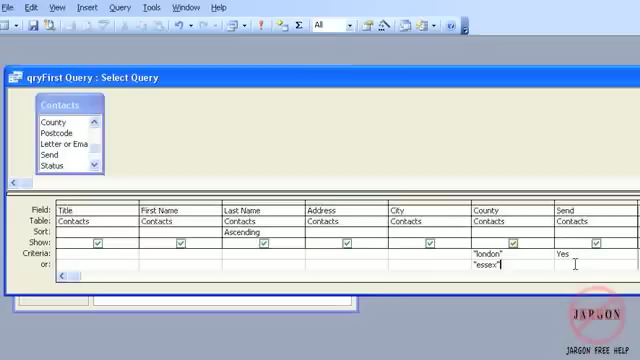 File Edit View Insert Query Tools Window Help
All
qryFirst Query : Select Query
Contacts
County
Postcode
Letter or Ema
Send
Status
Field: Title First Name Last Name Address City County Send
Table: Contacts Contacts Contacts Contacts Contacts Contacts Contacts
Sort: Ascending
Show:
Criteria: "london" Yes
or: "essex"
JARGON
JARGON FREE HELP